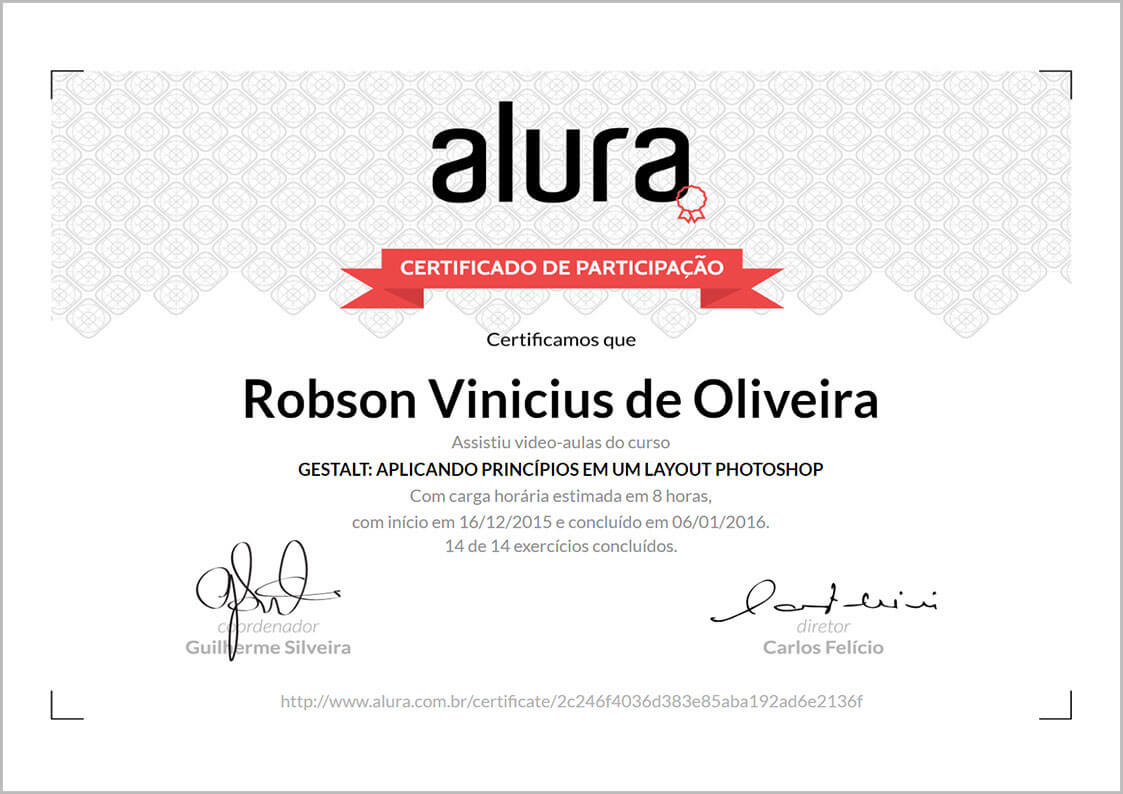 alura
CERTIFICADO DE PARTICIPAÇÃO
Certificamos que
Robson Vinicius de Oliveira
Assistiu video-aulas do curso
GESTALT: APLICANDO PRINCÍPIOS EM UM LAYOUT PHOTOSHOP
Com carga horária estimada em 8 horas,
com início em 16/12/2015 e concluído em 06/01/2016.
14 de 14 exercícios concluídos.
coordenador
Guilherme Silveira
diretor
Carlos Felício
http://www.alura.com.br/certificate/2c246f4036d383e85aba192ad6e2136f